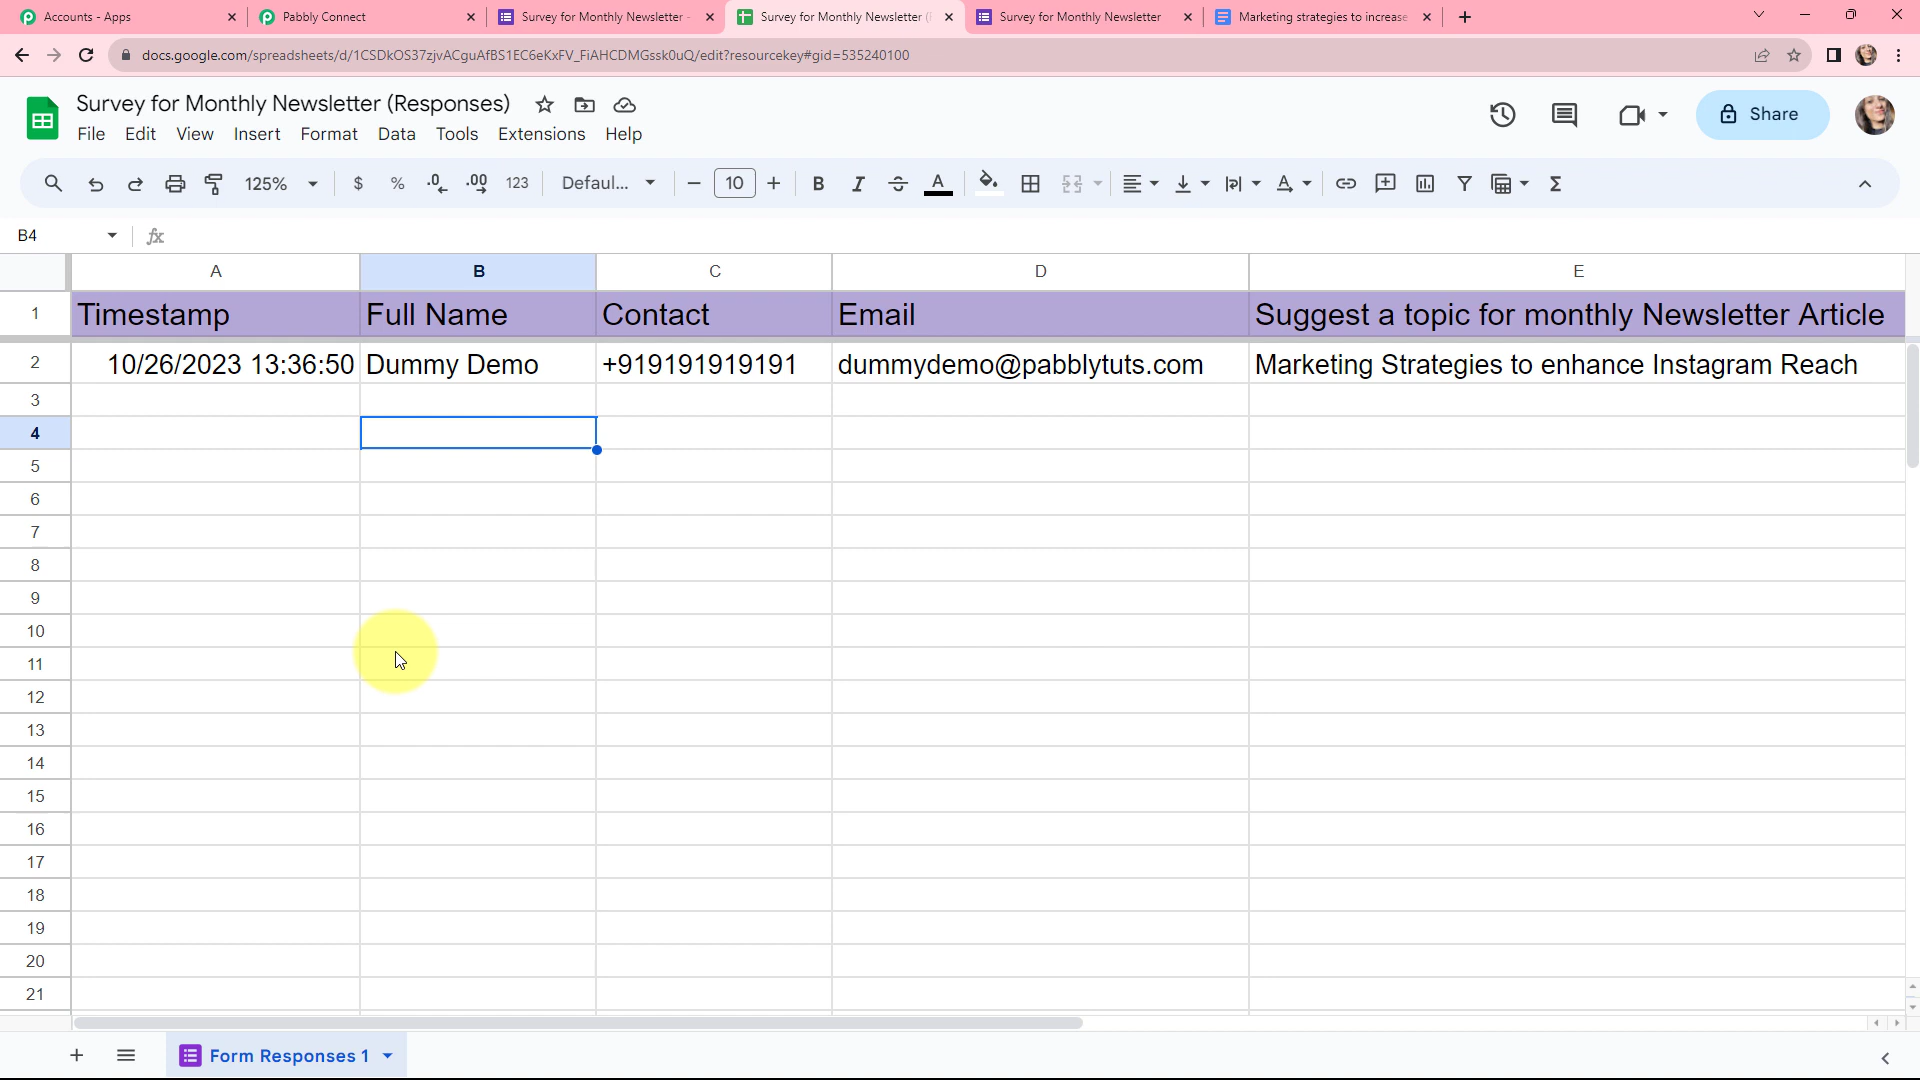 Accounts - Apps
Pabbly Connect
Survey for Monthly Newsletter -
Survey for Monthly Newsletter (
Survey for Monthly Newsletter
Marketing strategies to increase
docs.google.com/spreadsheets/d/1CSDkOS37zjvACguAfBS1EC6eKxFV_FiAHCDMGssk0uQ/edit?resourcekey#gid=535240100
Survey for Monthly Newsletter (Responses)
File Edit View Insert Format Data Tools Extensions Help
Share
125% $ % .0 .00 123 Defaul... 10 B I S A
B4 fx
A B C D E
1 Timestamp Full Name Contact Email Suggest a topic for monthly Newsletter Article
2 10/26/2023 13:36:50 Dummy Demo +919191919191 dummydemo@pabblytuts.com Marketing Strategies to enhance Instagram Reach
3
4
5
6
7
8
9
10
11
12
13
14
15
16
17
18
19
20
21
Form Responses 1